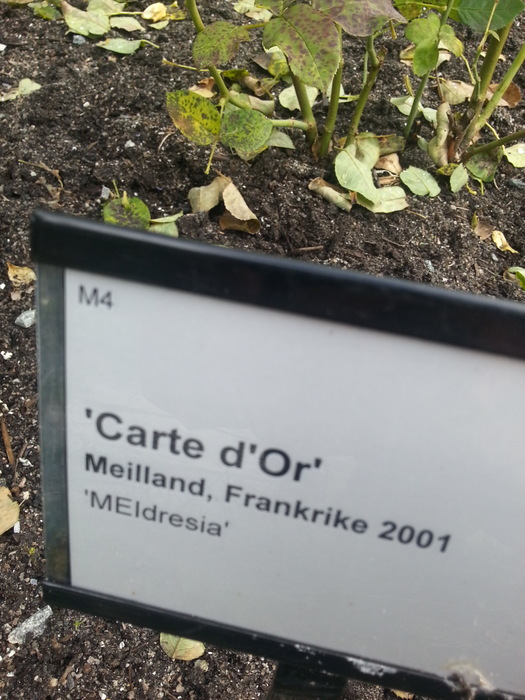 M4
'Carte d'Or'
Meilland, Frankrike 2001
'MEIdresia'